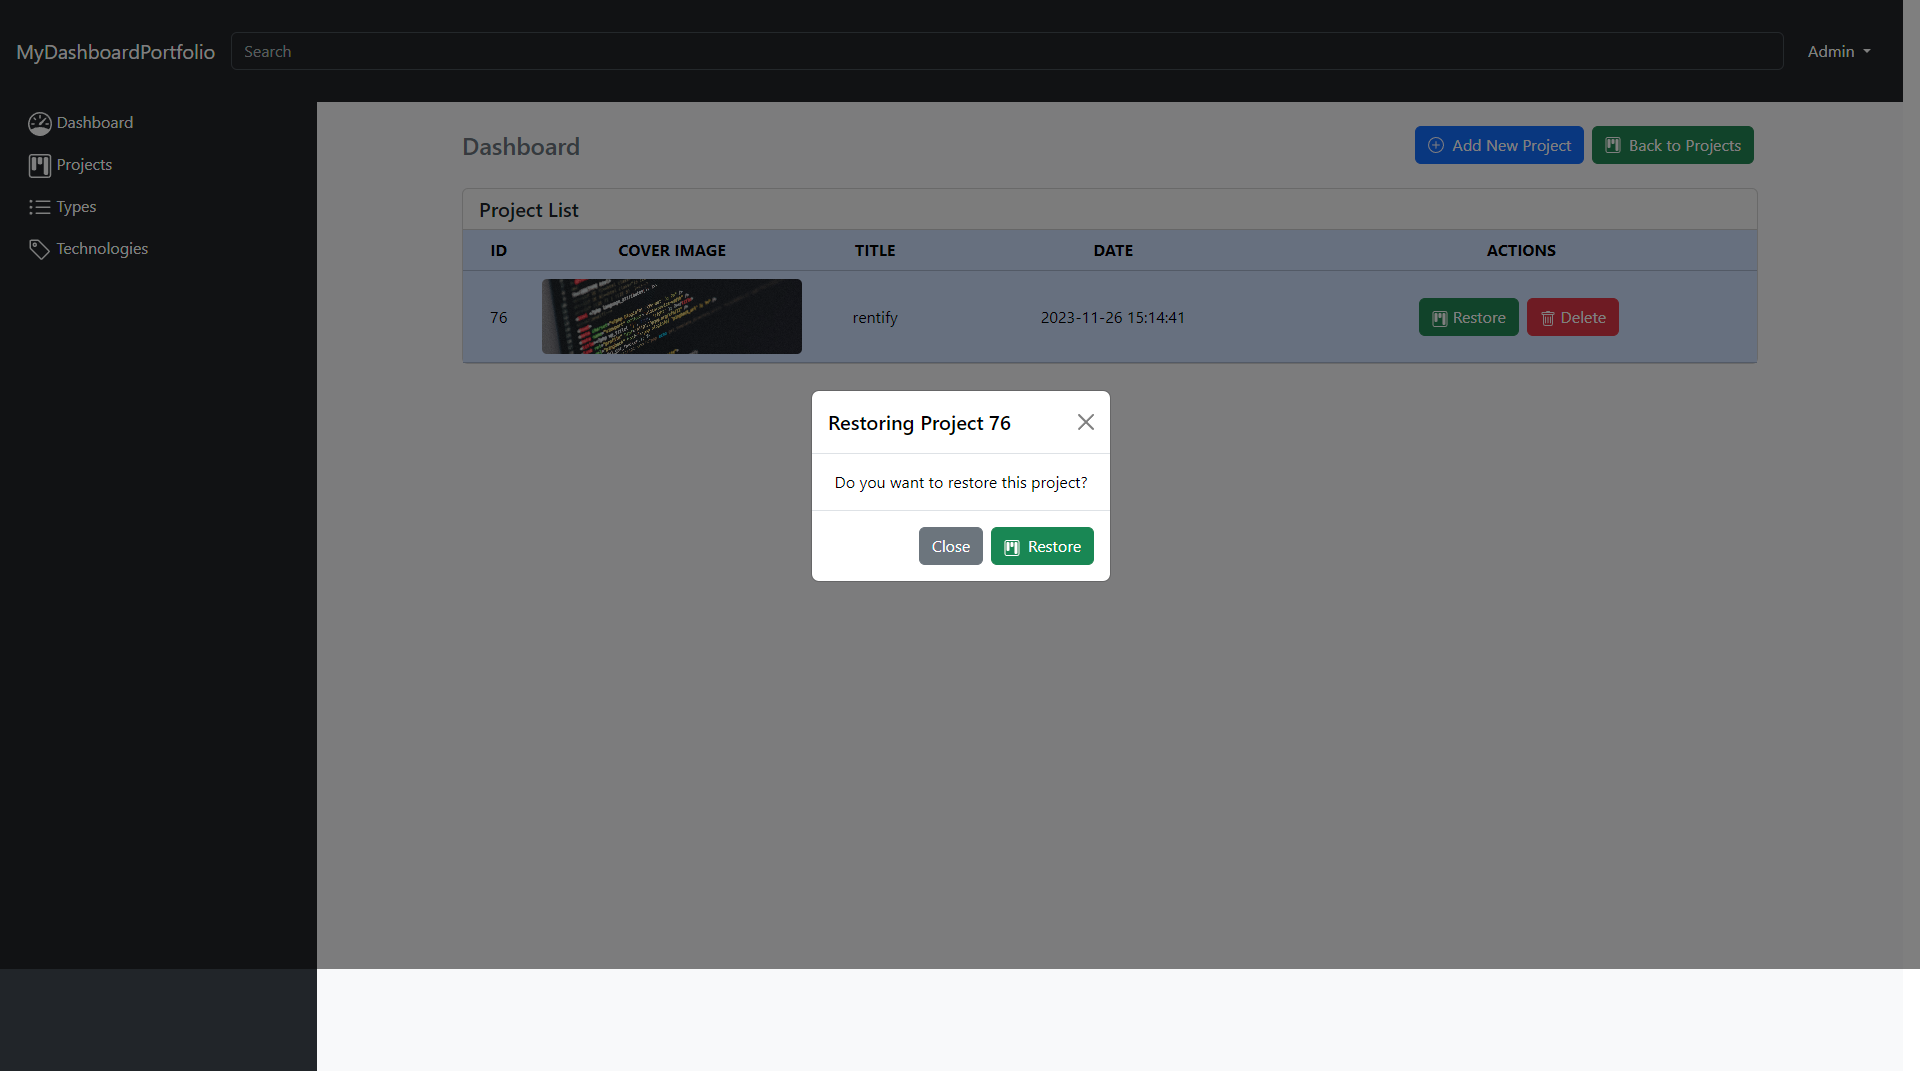 MyDashboardPortfolio
Search
Admin
Dashboard
Projects
Types
Technologies
Dashboard
Add New Project
Back to Projects
Project List
ID COVER IMAGE TITLE DATE ACTIONS
76 rentify 2023-11-26 15:14:41 Restore Delete
Restoring Project 76
Do you want to restore this project?
Close Restore